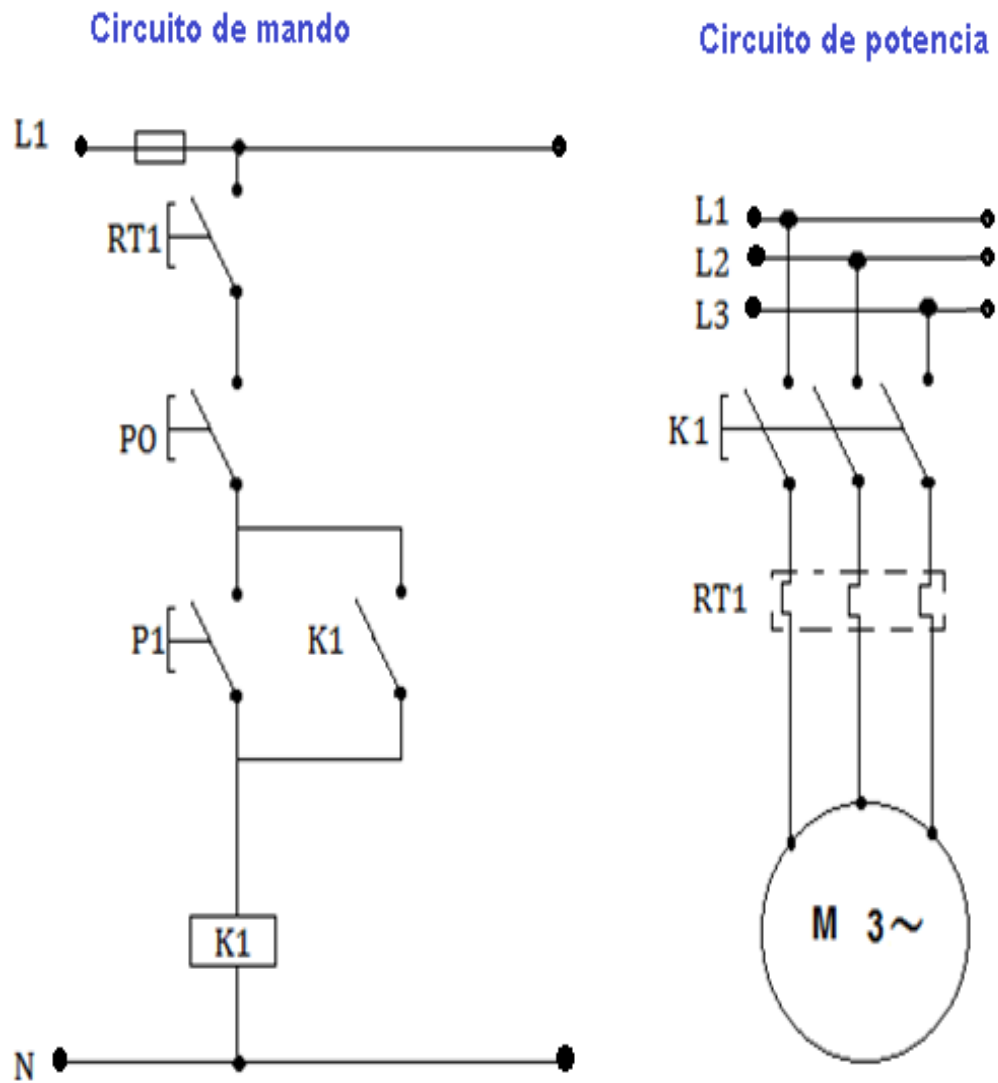 Circuito de mando
L1
RT1
P0
P1
K1
K1
N
Circuito de potencia
L1
L2
L3
K1
RT1
M 3~